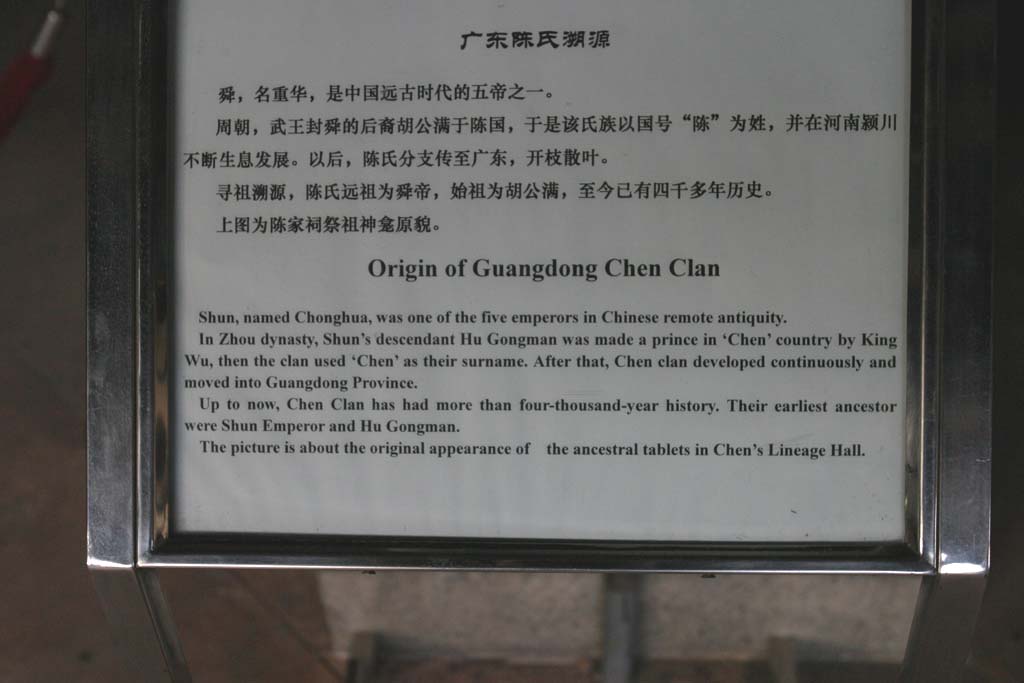 广东陈氏溯源
舜，名重华，是中国远古时代的五帝之一。
周朝，武王封舜的后裔胡公满于陈国，于是该氏族以国号“陈”为姓，并在河南颍川
不断生息发展。以后，陈氏分支传至广东，开枝散叶。
寻祖溯源，陈氏远祖为舜帝，始祖为胡公满，至今已有四千多年历史。
上图为陈家祠祭祖神龛原貌。
Origin of Guangdong Chen Clan
Shun, named Chonghua, was one of the five emperors in Chinese remote antiquity.
In Zhou dynasty, Shun's descendant Hu Gongman was made a prince in ‘Chen’ country by King
Wu, then the clan used ‘Chen’ as their surname. After that, Chen clan developed continuously and
moved into Guangdong Province.
Up to now, Chen Clan has had more than four-thousand-year history. Their earliest ancestor
were Shun Emperor and Hu Gongman.
The picture is about the original appearance of the ancestral tablets in Chen's Lineage Hall.